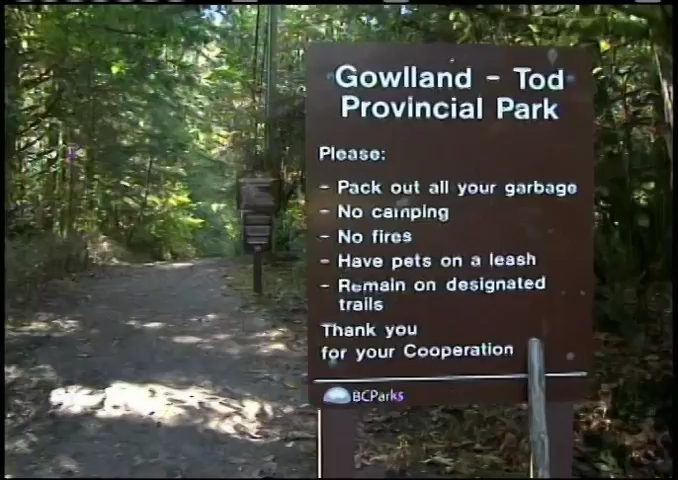 Gowlland - Tod
Provincial Park
Please:
- Pack out all your garbage
- No camping
- No fires
- Have pets on a leash
- Remain on designated
trails
Thank you
for your Cooperation
BCParks